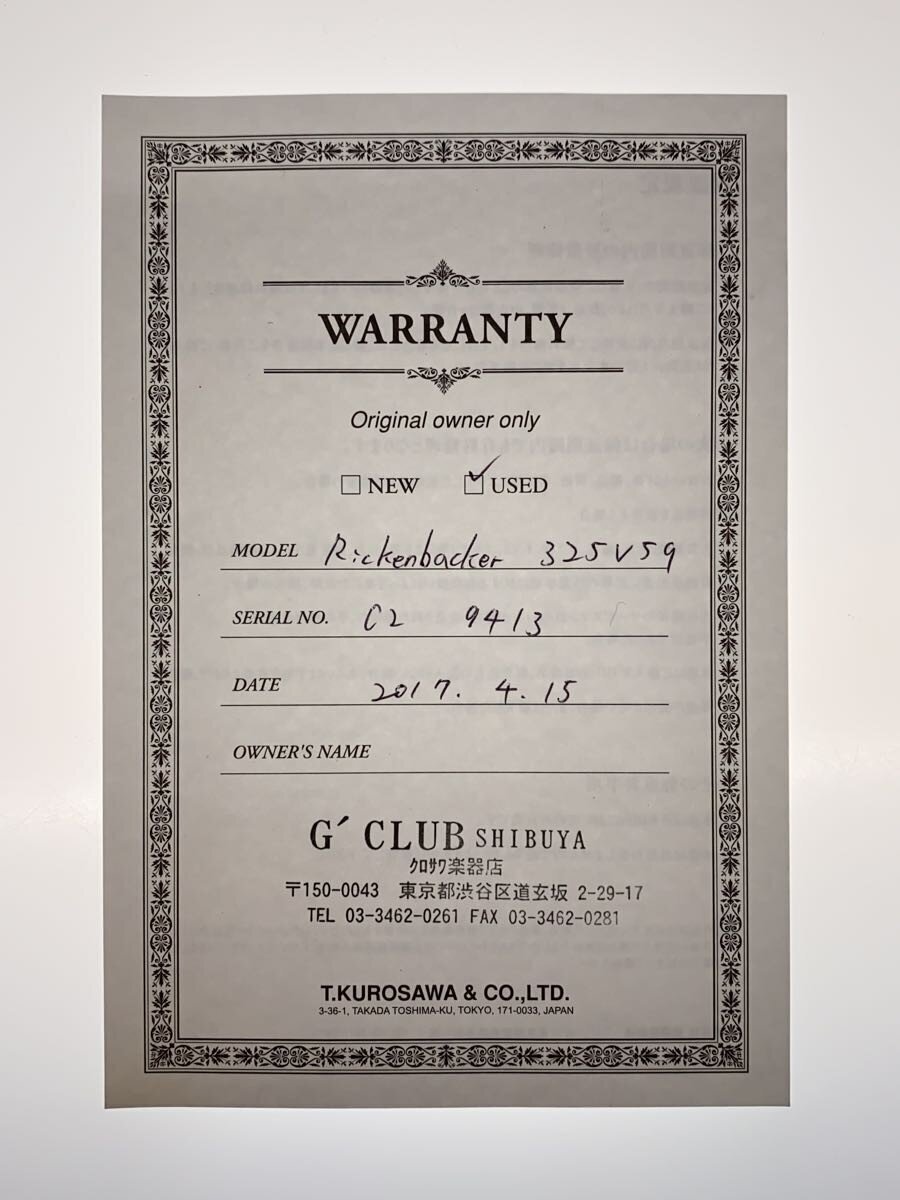 WARRANTY
Original owner only
□ NEW ☑ USED
MODEL Rickenbacker 325V59
SERIAL NO. C2 9413
DATE 2017. 4. 15
OWNER'S NAME
G' CLUB SHIBUYA
クロサワ楽器店
〒150-0043 東京都渋谷区道玄坂 2-29-17
TEL 03-3462-0261 FAX 03-3462-0281
T.KUROSAWA & CO.,LTD.
3-36-1, TAKADA TOSHIMA-KU, TOKYO, 171-0033, JAPAN